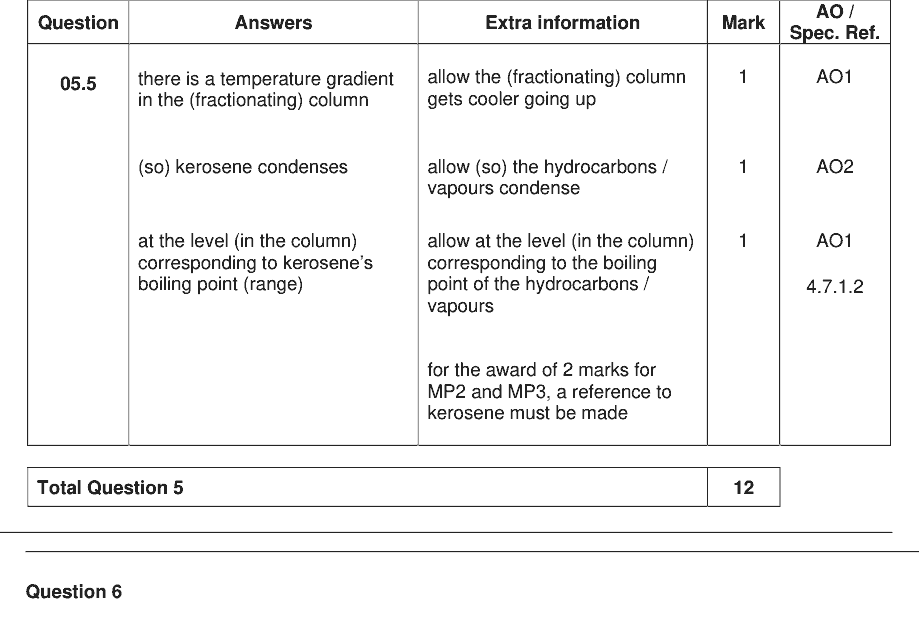 Question Answers Extra information Mark AO /
Spec. Ref.
05.5
there is a temperature gradient
in the (fractionating) column
allow the (fractionating) column
gets cooler going up
1
AO1
(so) kerosene condenses
allow (so) the hydrocarbons /
vapours condense
1
AO2
at the level (in the column)
corresponding to kerosene's
boiling point (range)
allow at the level (in the column)
corresponding to the boiling
point of the hydrocarbons /
vapours
1
AO1
4.7.1.2
for the award of 2 marks for
MP2 and MP3, a reference to
kerosene must be made
Total Question 5 12
Question 6